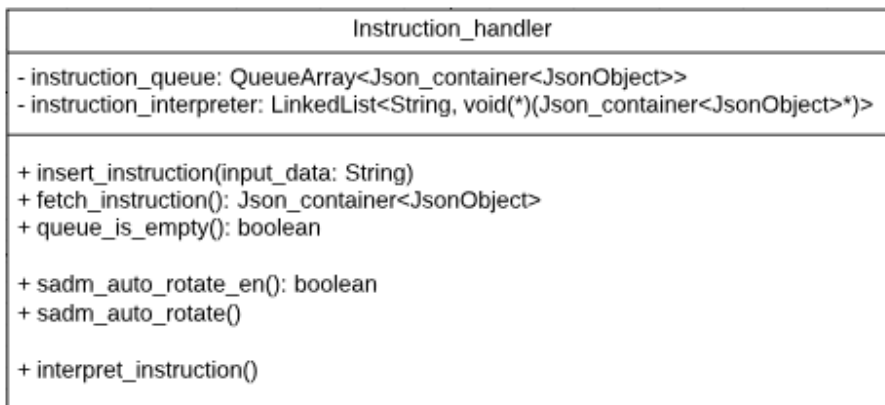 Instruction_handler
- instruction_queue: QueueArray<Json_container<JsonObject>>
- instruction_interpreter: LinkedList<String, void(*)(Json_container<JsonObject>*)>
+ insert_instruction(input_data: String)
+ fetch_instruction(): Json_container<JsonObject>
+ queue_is_empty(): boolean
+ sadm_auto_rotate_en(): boolean
+ sadm_auto_rotate()
+ interpret_instruction()